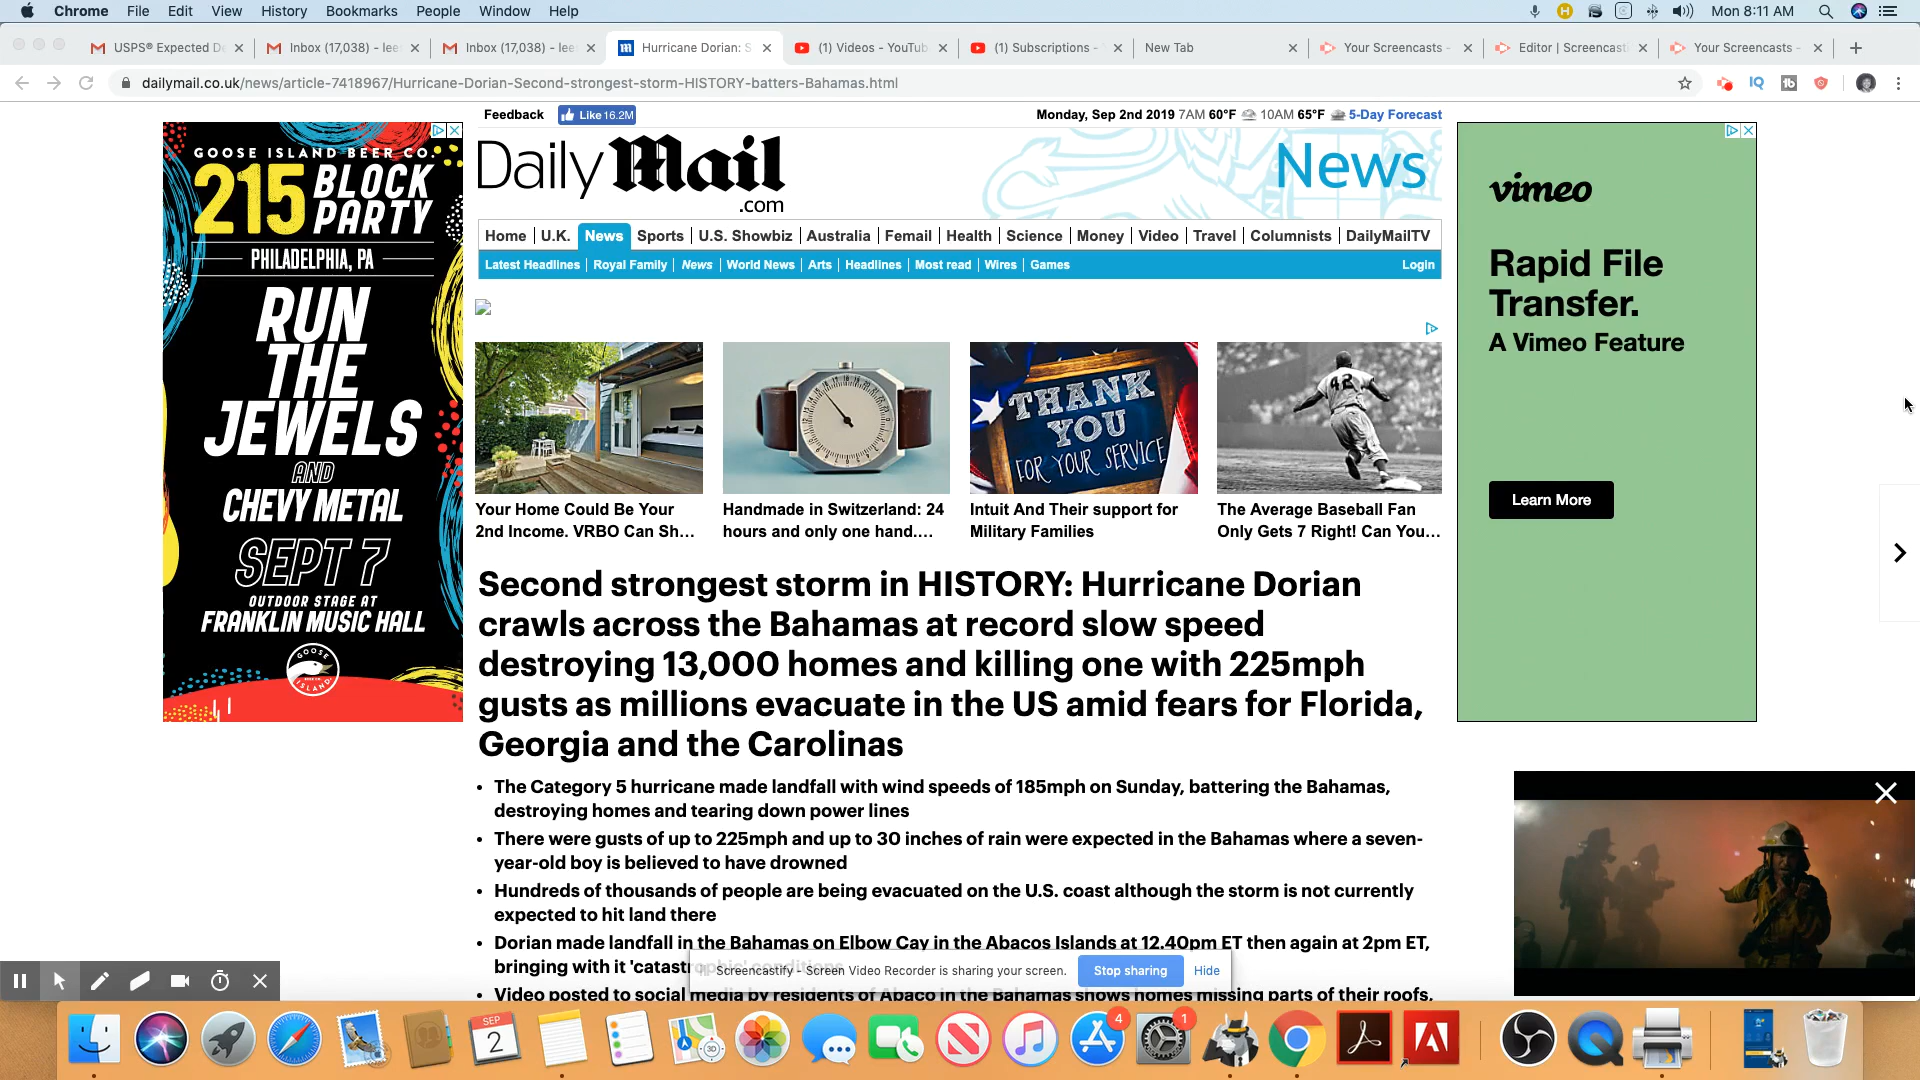 Chrome File Edit View History Bookmarks People Window Help
Mon 8:11 AM
USPS® Expected D
Inbox (17,038) - lee
Inbox (17,038) - lee
Hurricane Dorian: S
(1) Videos - YouTub
(1) Subscriptions -
New Tab
Your Screencasts -
Editor | Screencast
Your Screencasts -
dailymail.co.uk/news/article-7418967/Hurricane-Dorian-Second-strongest-storm-HISTORY-batters-Bahamas.html
Feedback
Like 16.2M
Monday, Sep 2nd 2019 7AM 60°F 10AM 65°F 5-Day Forecast
Daily Mail
.com
News
Home U.K. News Sports U.S. Showbiz Australia Femail Health Science Money Video Travel Columnists DailyMailTV
Latest Headlines Royal Family News World News Arts Headlines Most read Wires Games Login
GOOSE ISLAND BEER CO.
215 BLOCK PARTY
PHILADELPHIA, PA
RUN
THE
JEWELS
AND
CHEVY METAL
SEPT 7
OUTDOOR STAGE AT
FRANKLIN MUSIC HALL
GOOSE
ISLAND
THANK
YOU
FOR YOUR SERVICE
42
Your Home Could Be Your
2nd Income. VRBO Can Sh...
Handmade in Switzerland: 24
hours and only one hand....
Intuit And Their support for
Military Families
The Average Baseball Fan
Only Gets 7 Right! Can You...
vimeo
Rapid File
Transfer.
A Vimeo Feature
Learn More
Second strongest storm in HISTORY: Hurricane Dorian
crawls across the Bahamas at record slow speed
destroying 13,000 homes and killing one with 225mph
gusts as millions evacuate in the US amid fears for Florida,
Georgia and the Carolinas
• The Category 5 hurricane made landfall with wind speeds of 185mph on Sunday, battering the Bahamas,
destroying homes and tearing down power lines
• There were gusts of up to 225mph and up to 30 inches of rain were expected in the Bahamas where a seven-
year-old boy is believed to have drowned
• Hundreds of thousands of people are being evacuated on the U.S. coast although the storm is not currently
expected to hit land there
• Dorian made landfall in the Bahamas on Elbow Cay in the Abacos Islands at 12.40pm ET then again at 2pm ET,
bringing with it 'catastrophic' conditions
• Video posted to social media by residents of Abaco in the Bahamas shows homes missing parts of their roofs,
Screencastify - Screen Video Recorder is sharing your screen.
Stop sharing
Hide
SEP
2
3D
4
1